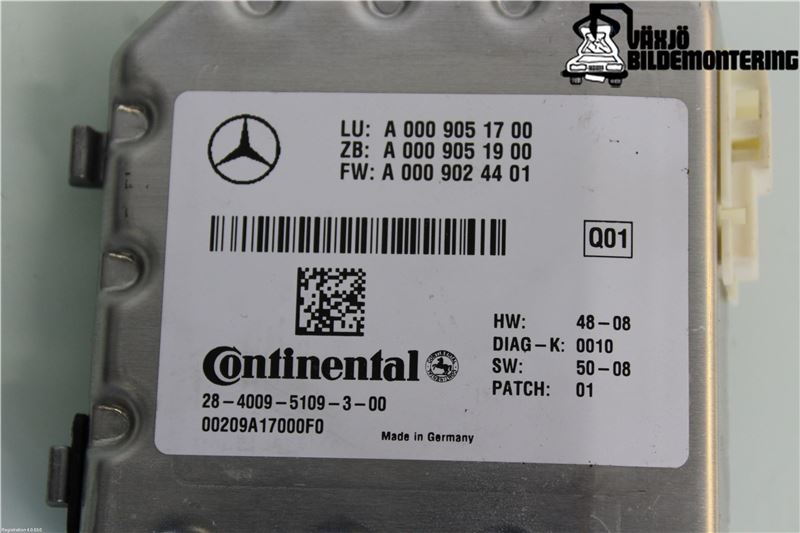 VÄXJÖ
BILDEMONTERING
LU: A 000 905 17 00
ZB: A 000 905 19 00
FW: A 000 902 44 01
Q01
HW: 48-08
DIAG-K: 0010
SW: 50-08
PATCH: 01
Continental
28-4009-5109-3-00
00209A17000F0
Made in Germany